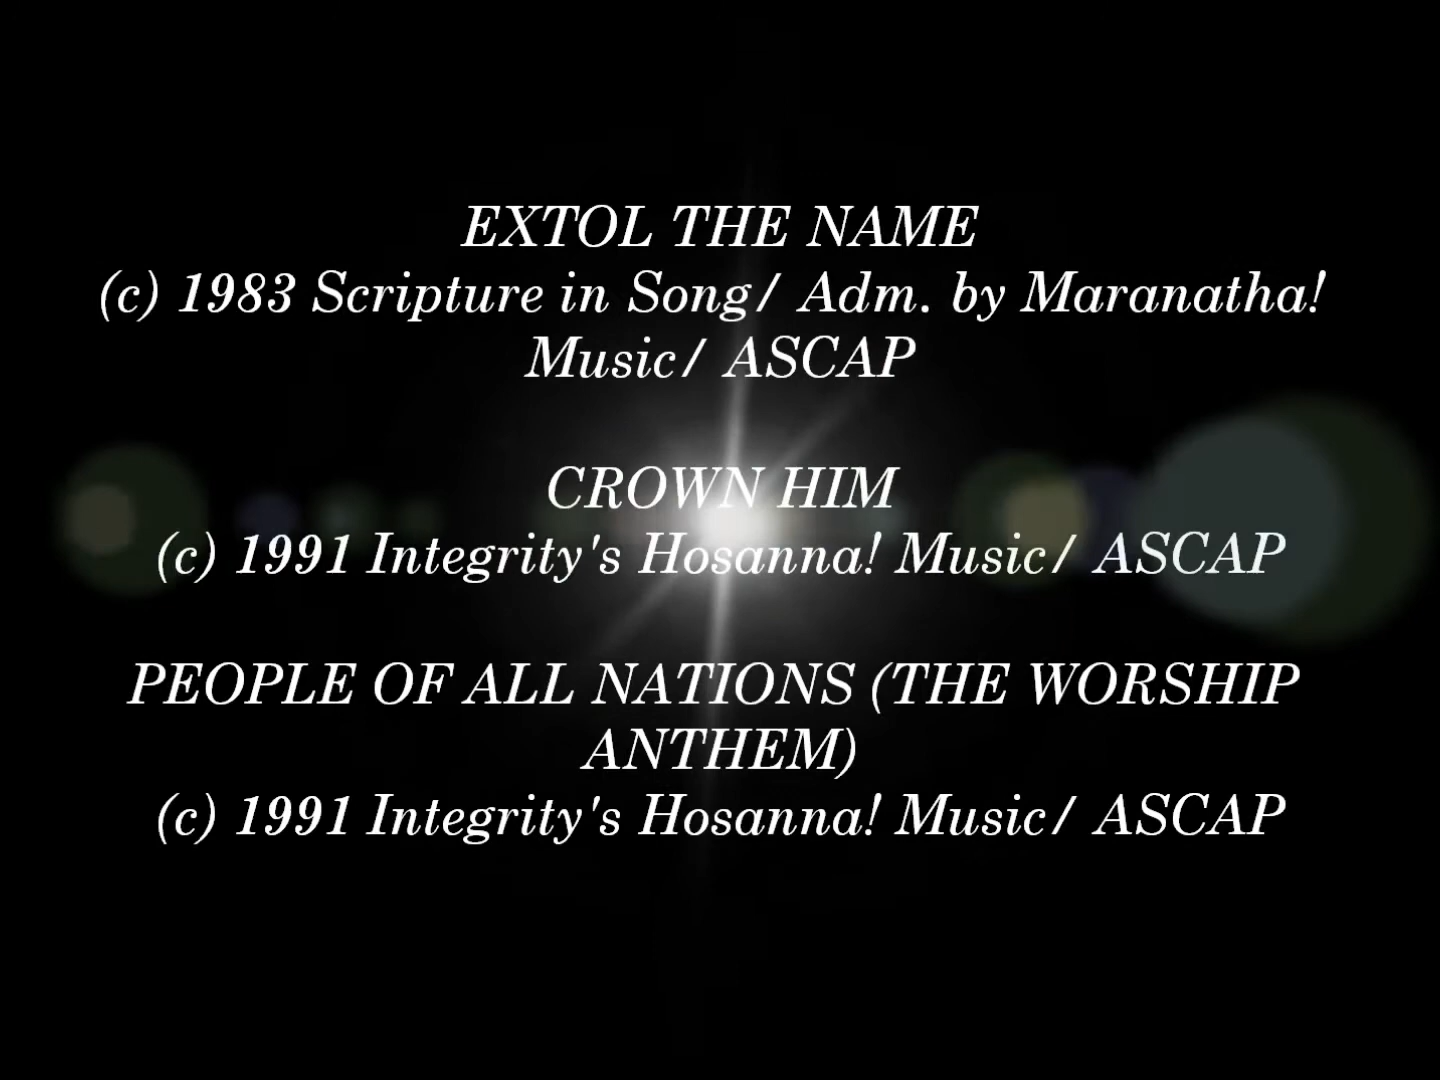 EXTOL THE NAME
(c) 1983 Scripture in Song/ Adm. by Maranatha!
Music/ ASCAP
CROWN HIM
(c) 1991 Integrity's Hosanna! Music/ ASCAP
PEOPLE OF ALL NATIONS (THE WORSHIP
ANTHEM)
(c) 1991 Integrity's Hosanna! Music/ ASCAP